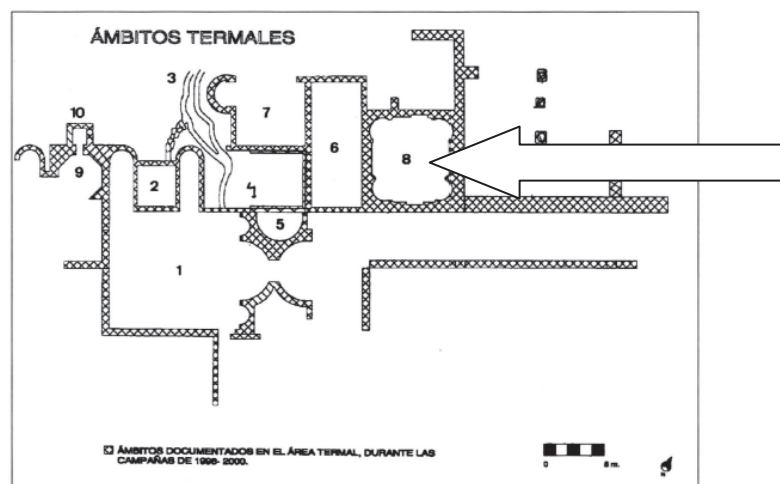 ÁMBITOS TERMALES
3
10
7
6
8
9
2
4
5
1
ÁMBITOS DOCUMENTADOS EN EL ÁREA TERMAL, DURANTE LAS
CAMPAÑAS DE 1996- 2000.
0 8 m.
N